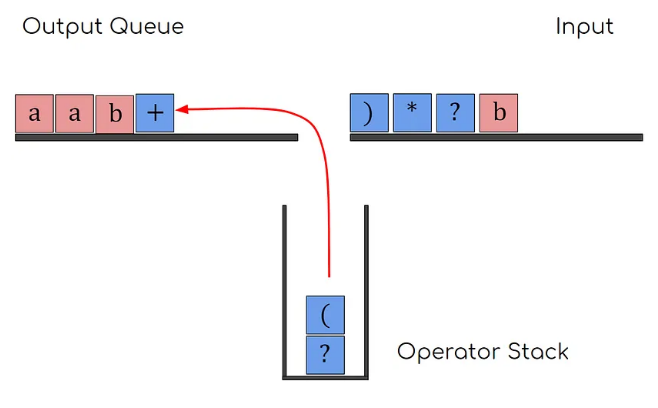 Output Queue
Input
a a b +
) * ? b
(
?
Operator Stack